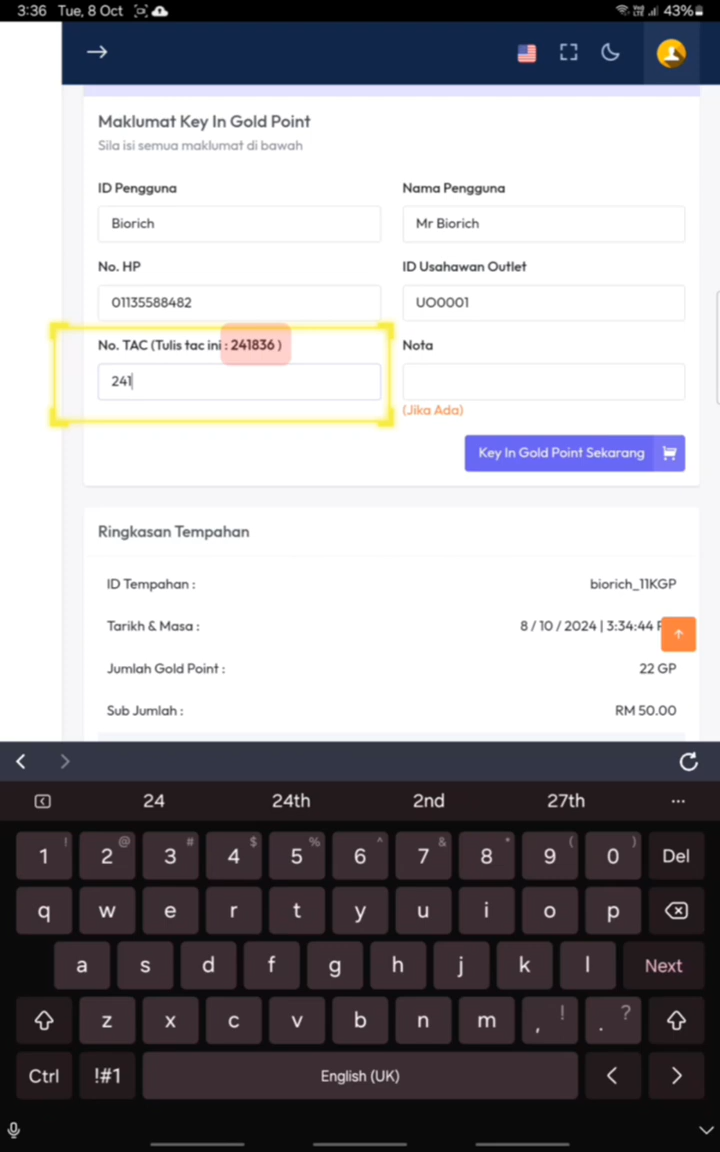 3:36 Tue, 8 Oct 43%
Maklumat Key In Gold Point
Sila isi semua maklumat di bawah
ID Pengguna Nama Pengguna
Biorich Mr Biorich
No. HP ID Usahawan Outlet
01135588482 UO0001
No. TAC (Tulis tac ini : 241836 ) Nota
241
(Jika Ada)
Key In Gold Point Sekarang
Ringkasan Tempahan
ID Tempahan : biorich_11KGP
Tarikh & Masa : 8 / 10 / 2024 | 3:34:44 P
Jumlah Gold Point : 22 GP
Sub Jumlah : RM 50.00
24 24th 2nd 27th ...
1 ! 2 @ 3 # 4 $ 5 % 6 ^ 7 & 8 * 9 ( 0 ) Del
q w e r t y u i o p
a s d f g h j k l Next
z x c v b n m , ! . ?
Ctrl !#1 English (UK) < >